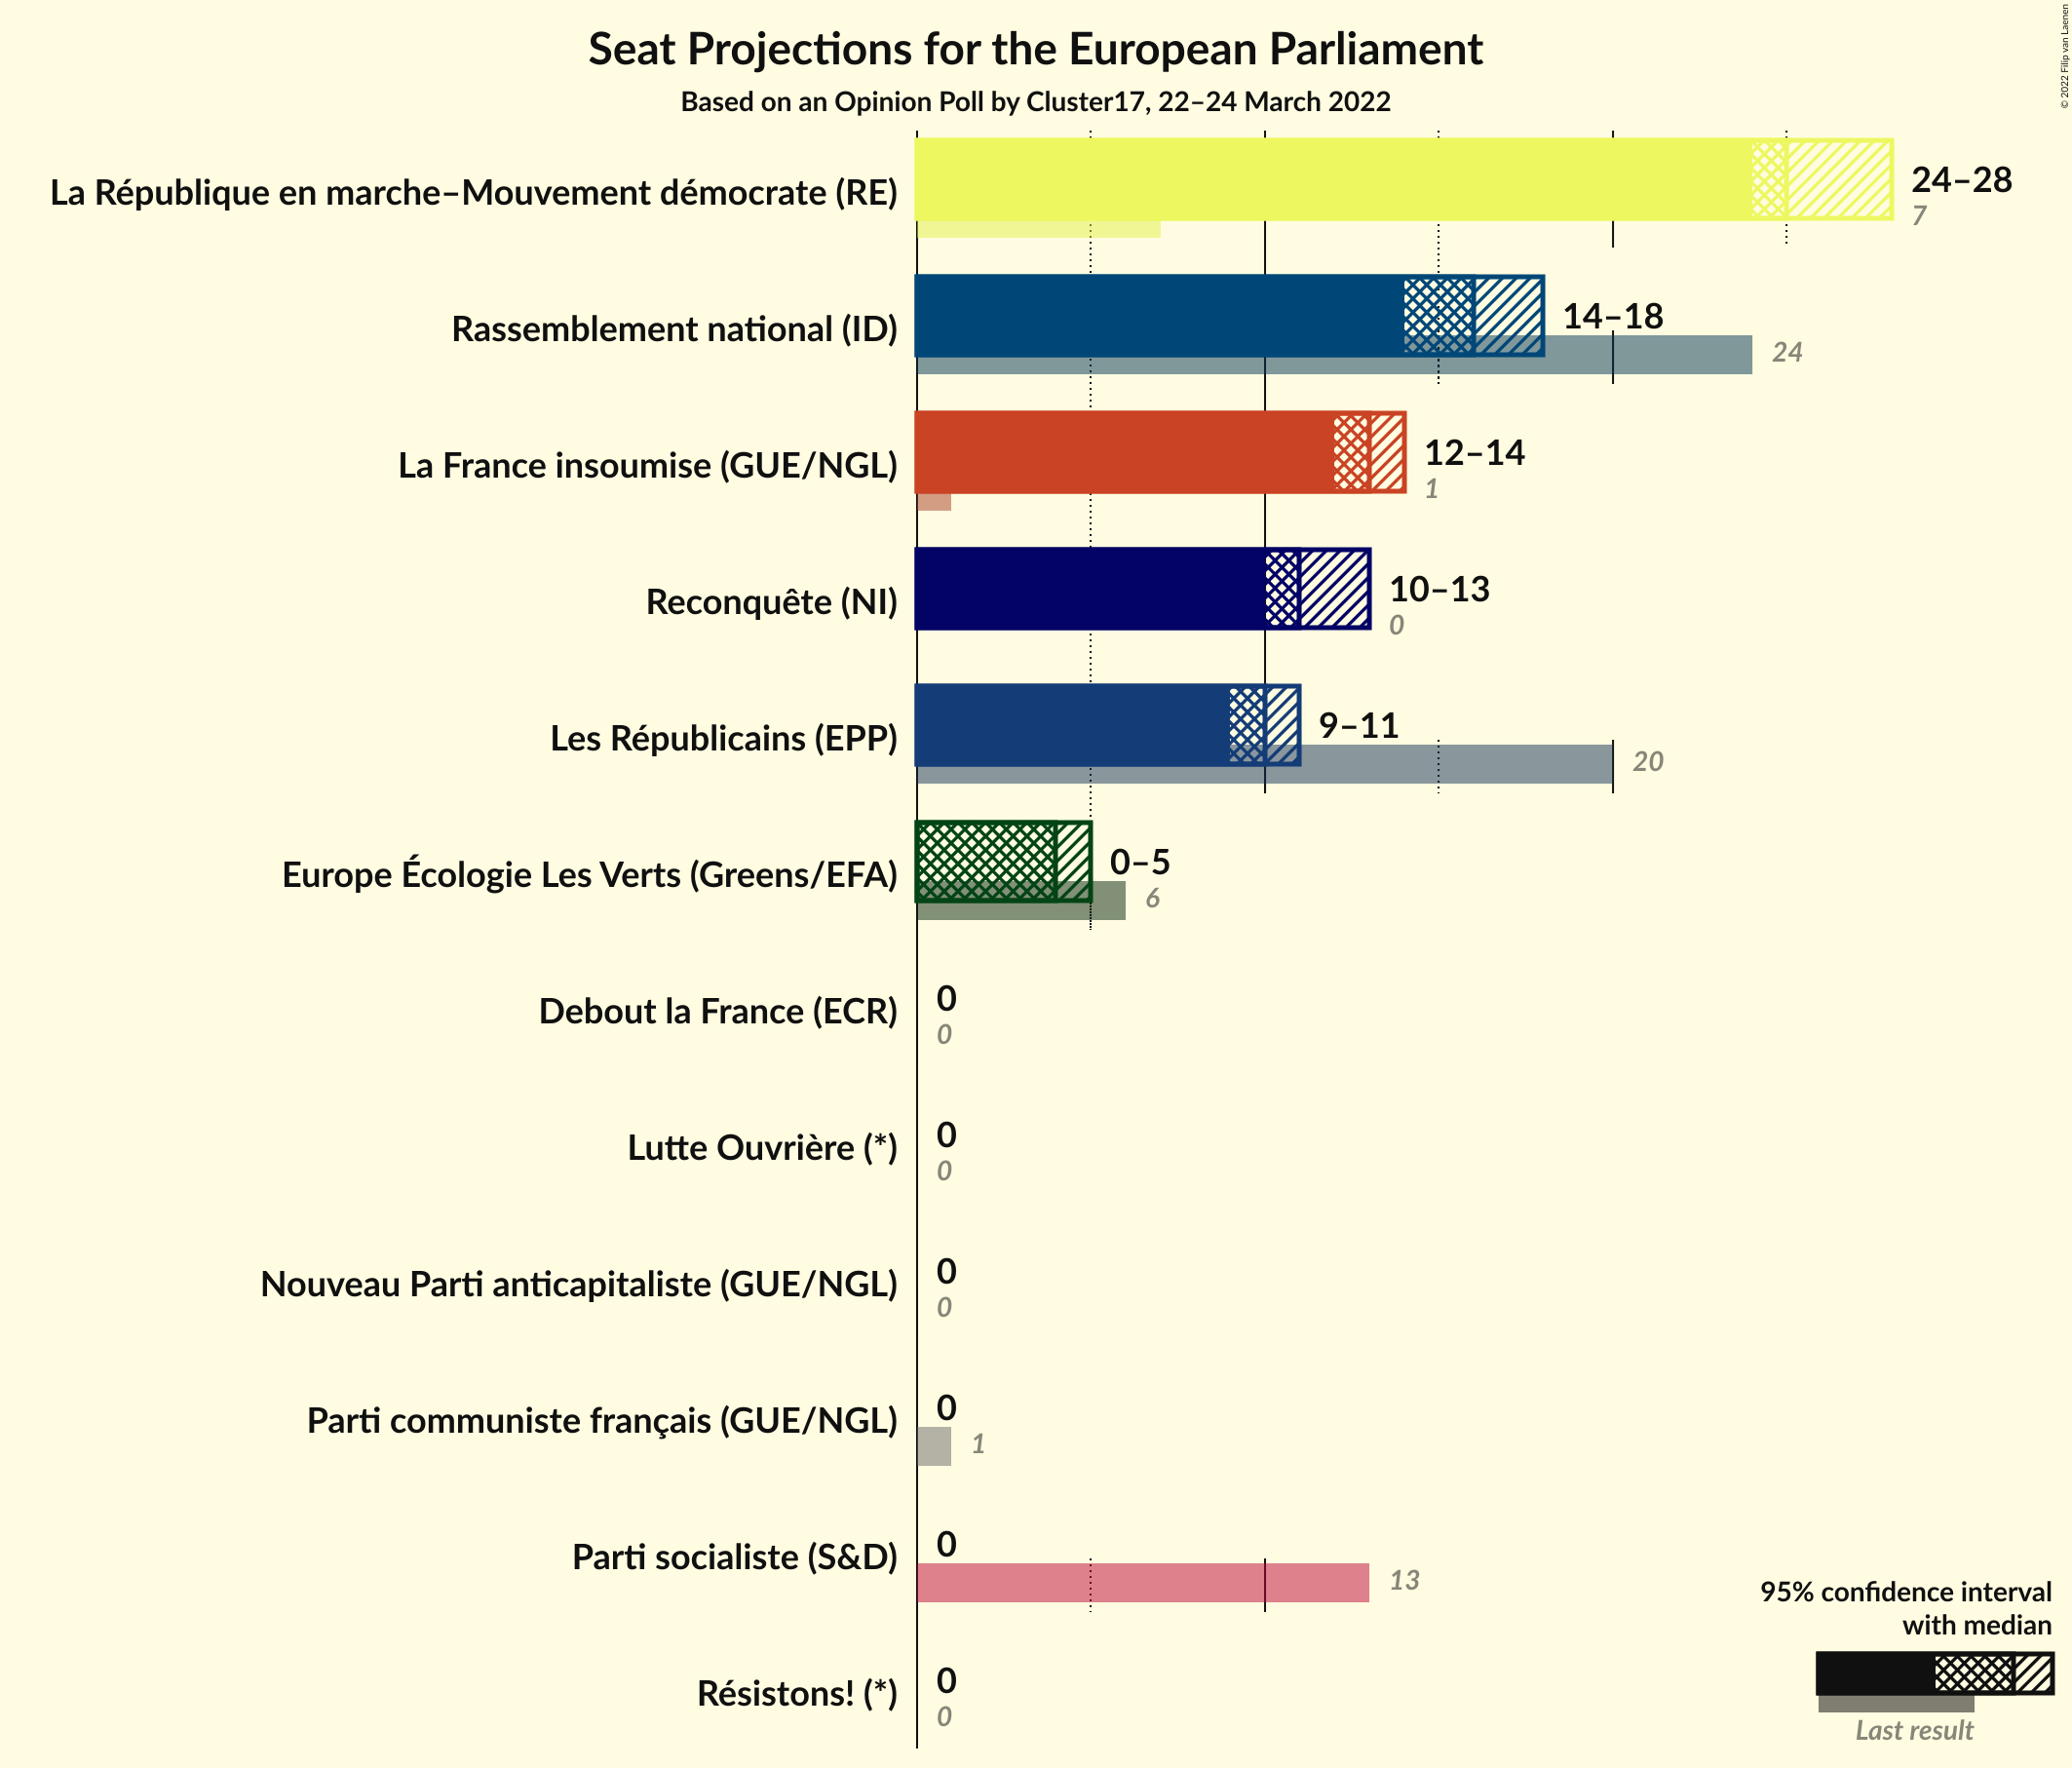 Seat Projections for the European Parliament
Based on an Opinion Poll by Cluster17, 22–24 March 2022
© 2022 Filip van Laenen
La République en marche–Mouvement démocrate (RE)
24–28
7
Rassemblement national (ID)
14–18
24
La France insoumise (GUE/NGL)
12–14
1
Reconquête (NI)
10–13
0
Les Républicains (EPP)
9–11
20
Europe Écologie Les Verts (Greens/EFA)
0–5
6
Debout la France (ECR)
0
0
Lutte Ouvrière (*)
0
0
Nouveau Parti anticapitaliste (GUE/NGL)
0
0
Parti communiste français (GUE/NGL)
0
1
Parti socialiste (S&D)
0
13
Résistons! (*)
0
0
95% confidence interval
with median
Last result